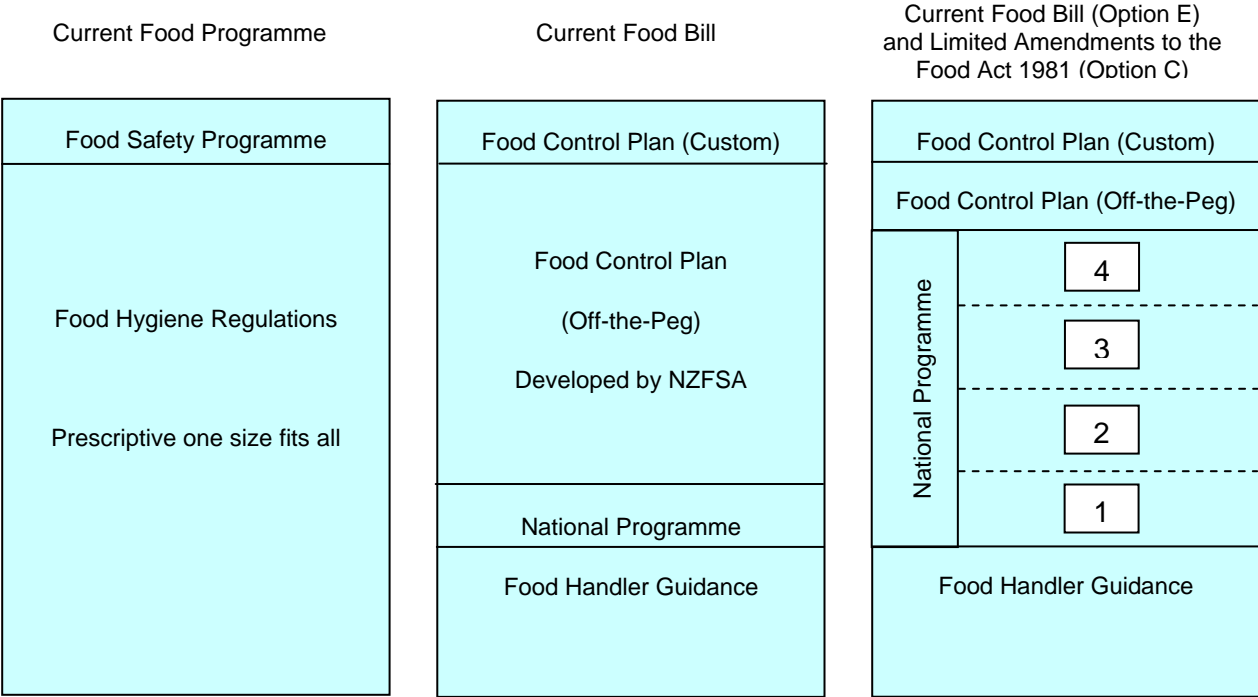 Current Food Programme
Food Safety Programme
Food Hygiene Regulations
Prescriptive one size fits all
Current Food Bill
Food Control Plan (Custom)
Food Control Plan
(Off-the-Peg)
Developed by NZFSA
National Programme
Food Handler Guidance
Current Food Bill (Option E)
and Limited Amendments to the
Food Act 1981 (Option C)
Food Control Plan (Custom)
Food Control Plan (Off-the-Peg)
National Programme
4
3
2
1
Food Handler Guidance